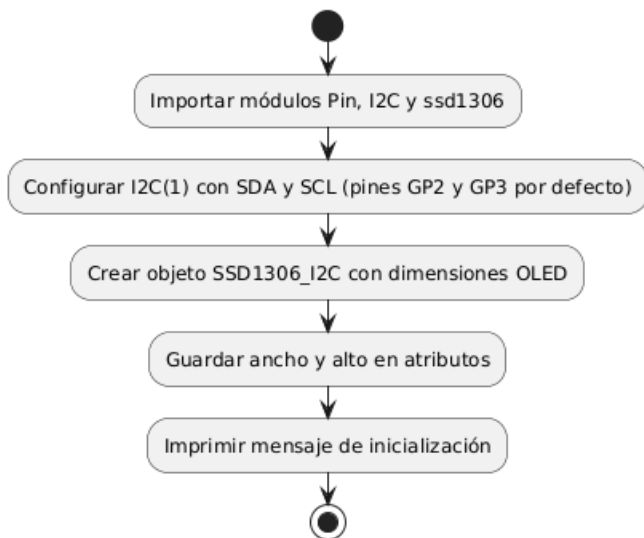 Importar módulos Pin, I2C y ssd1306
Configurar I2C(1) con SDA y SCL (pines GP2 y GP3 por defecto)
Crear objeto SSD1306_I2C con dimensiones OLED
Guardar ancho y alto en atributos
Imprimir mensaje de inicialización